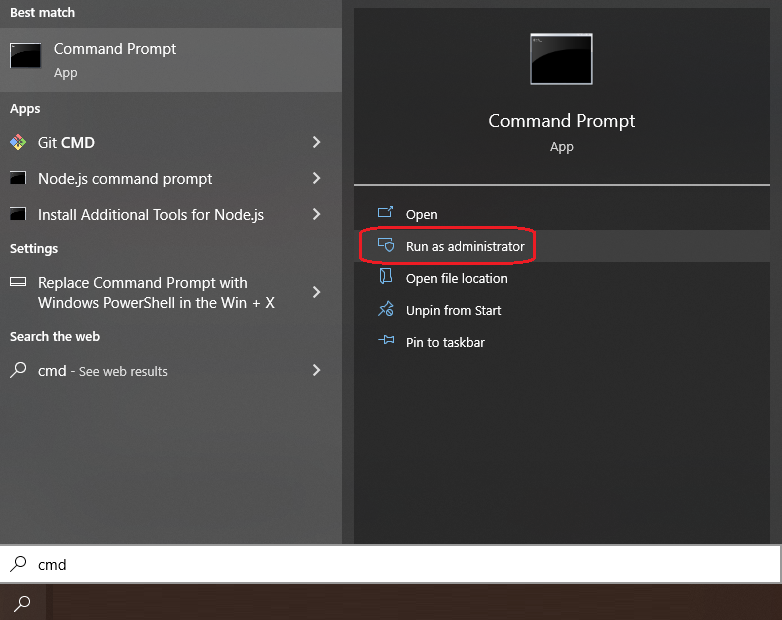 Best match
Command Prompt
App
Apps
Git CMD
Node.js command prompt
Install Additional Tools for Node.js
Settings
Replace Command Prompt with
Windows PowerShell in the Win + X
Search the web
cmd - See web results
Command Prompt
App
Open
Run as administrator
Open file location
Unpin from Start
Pin to taskbar
cmd